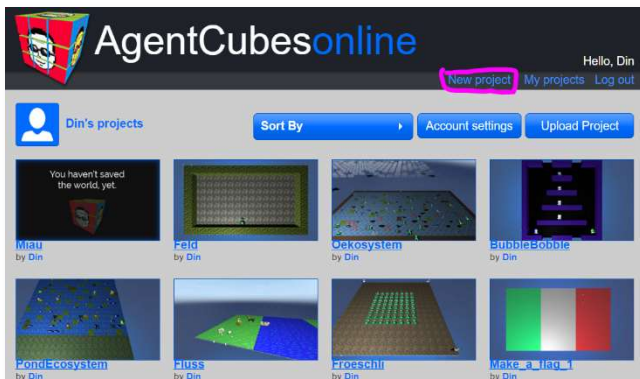 AgentCubesonline
Hello, Din
New project My projects Log out
Din's projects
Sort By
Account settings
Upload Project
You haven't saved
the world, yet.
Miau
by Din
Feld
by Din
Oekosystem
by Din
BubbleBobble
by Din
PondEcosystem
by Din
Fluss
by Din
Froeschli
by Din
Make_a_flag_1
by Din